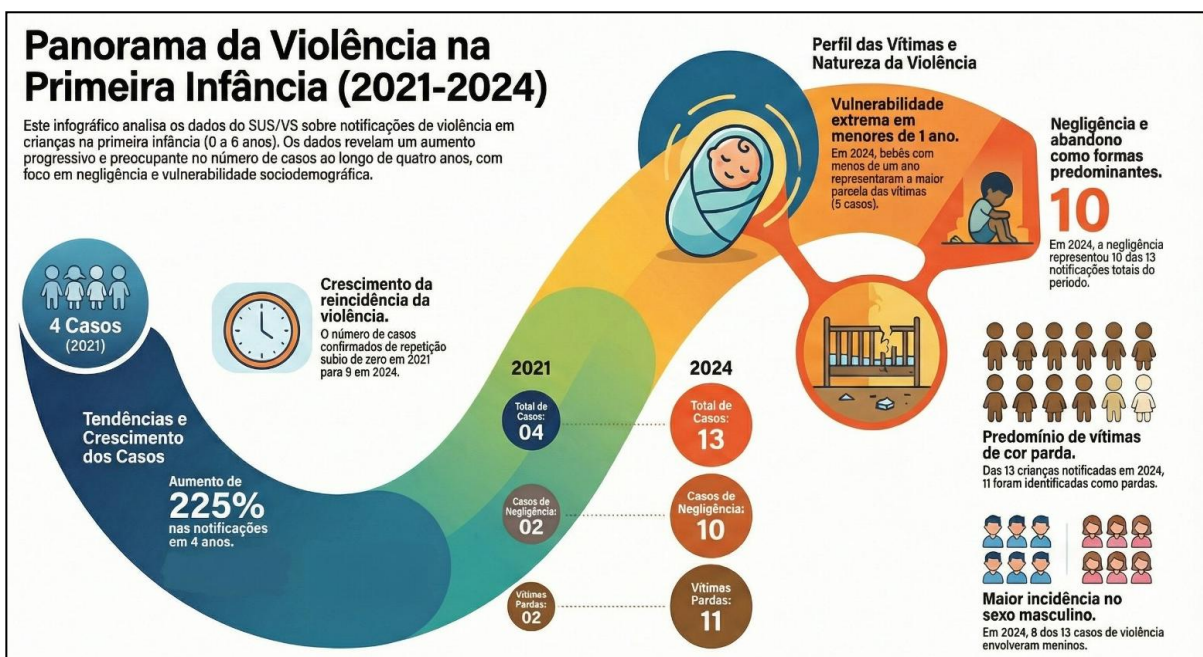 Panorama da Violência na
Primeira Infância (2021-2024)
Este infográfico analisa os dados do SUS/VS sobre notificações de violência em
crianças na primeira infância (0 a 6 anos). Os dados revelam um aumento
progressivo e preocupante no número de casos ao longo de quatro anos, com
foco em negligência e vulnerabilidade sociodemográfica.
4 Casos
(2021)
Crescimento da
reincidência da
violência.
O número de casos
confirmados de repetição
subio de zero em 2021
para 9 em 2024.
Tendências e
Crescimento
dos Casos
Aumento de
225%
nas notificações
em 4 anos.
2021
2024
Total de
Casos:
04
Total de
Casos:
13
Casos de
Negligência:
02
Casos de
Negligência:
10
Vítimas
Pardas:
02
Vítimas
Pardas:
11
Perfil das Vítimas e
Natureza da Violência
Vulnerabilidade
extrema em
menores de 1 ano.
Em 2024, bebês com
menos de um ano
representaram a maior
parcela das vítimas
(5 casos).
Negligência e
abandono
como formas
predominantes.
10
Em 2024, a negligência
representou 10 das 13
notificações totais do
periodo.
Predomínio de vítimas
de cor parda.
Das 13 crianças notificadas em 2024,
11 foram identificadas como pardas.
Maior incidência no
sexo masculino.
Em 2024, 8 dos 13 casos de violência
envolveram meninos.